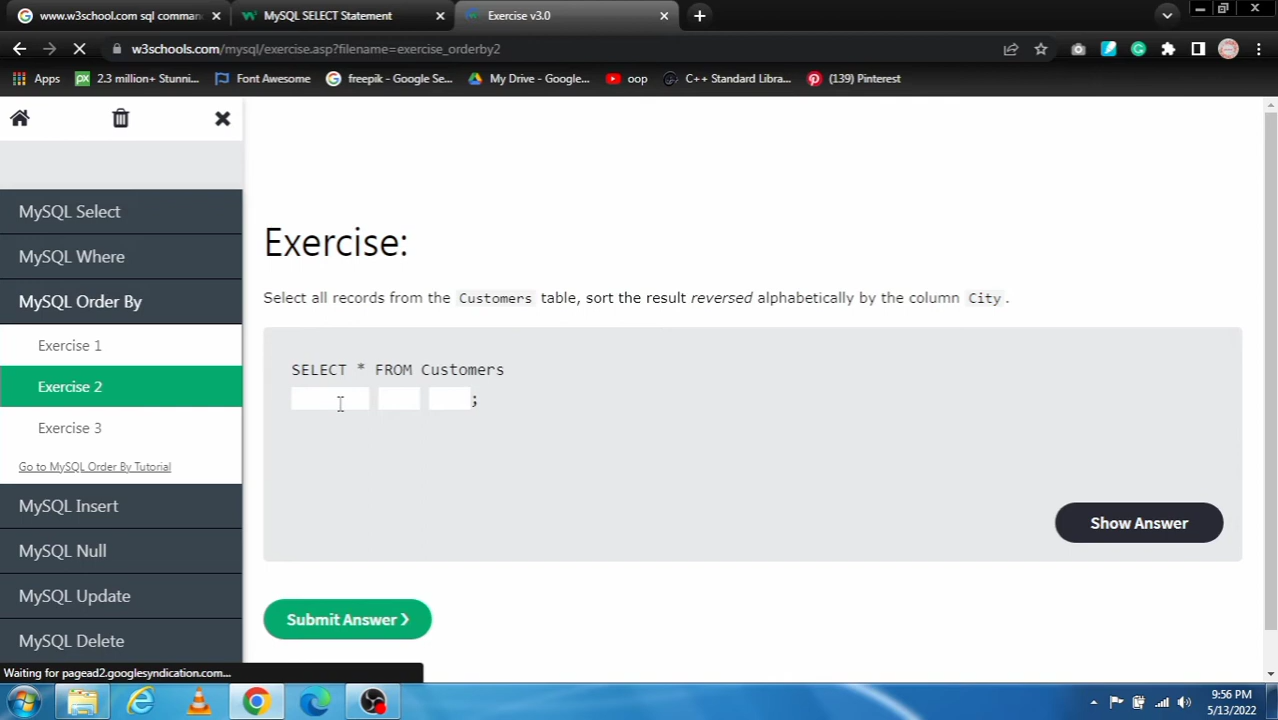 www.w3school.com sql comman
MySQL SELECT Statement
Exercise v3.0
w3schools.com/mysql/exercise.asp?filename=exercise_orderby2
Apps
2.3 million+ Stunni...
Font Awesome
freepik - Google Se...
My Drive - Google...
oop
C++ Standard Libra...
(139) Pinterest
MySQL Select
MySQL Where
MySQL Order By
Exercise 1
Exercise 2
Exercise 3
Go to MySQL Order By Tutorial
MySQL Insert
MySQL Null
MySQL Update
MySQL Delete
Exercise:
Select all records from the Customers table, sort the result reversed alphabetically by the column City.
SELECT * FROM Customers
;
Show Answer
Submit Answer ❯
Waiting for pagead2.googlesyndication.com...
9:56 PM
5/13/2022